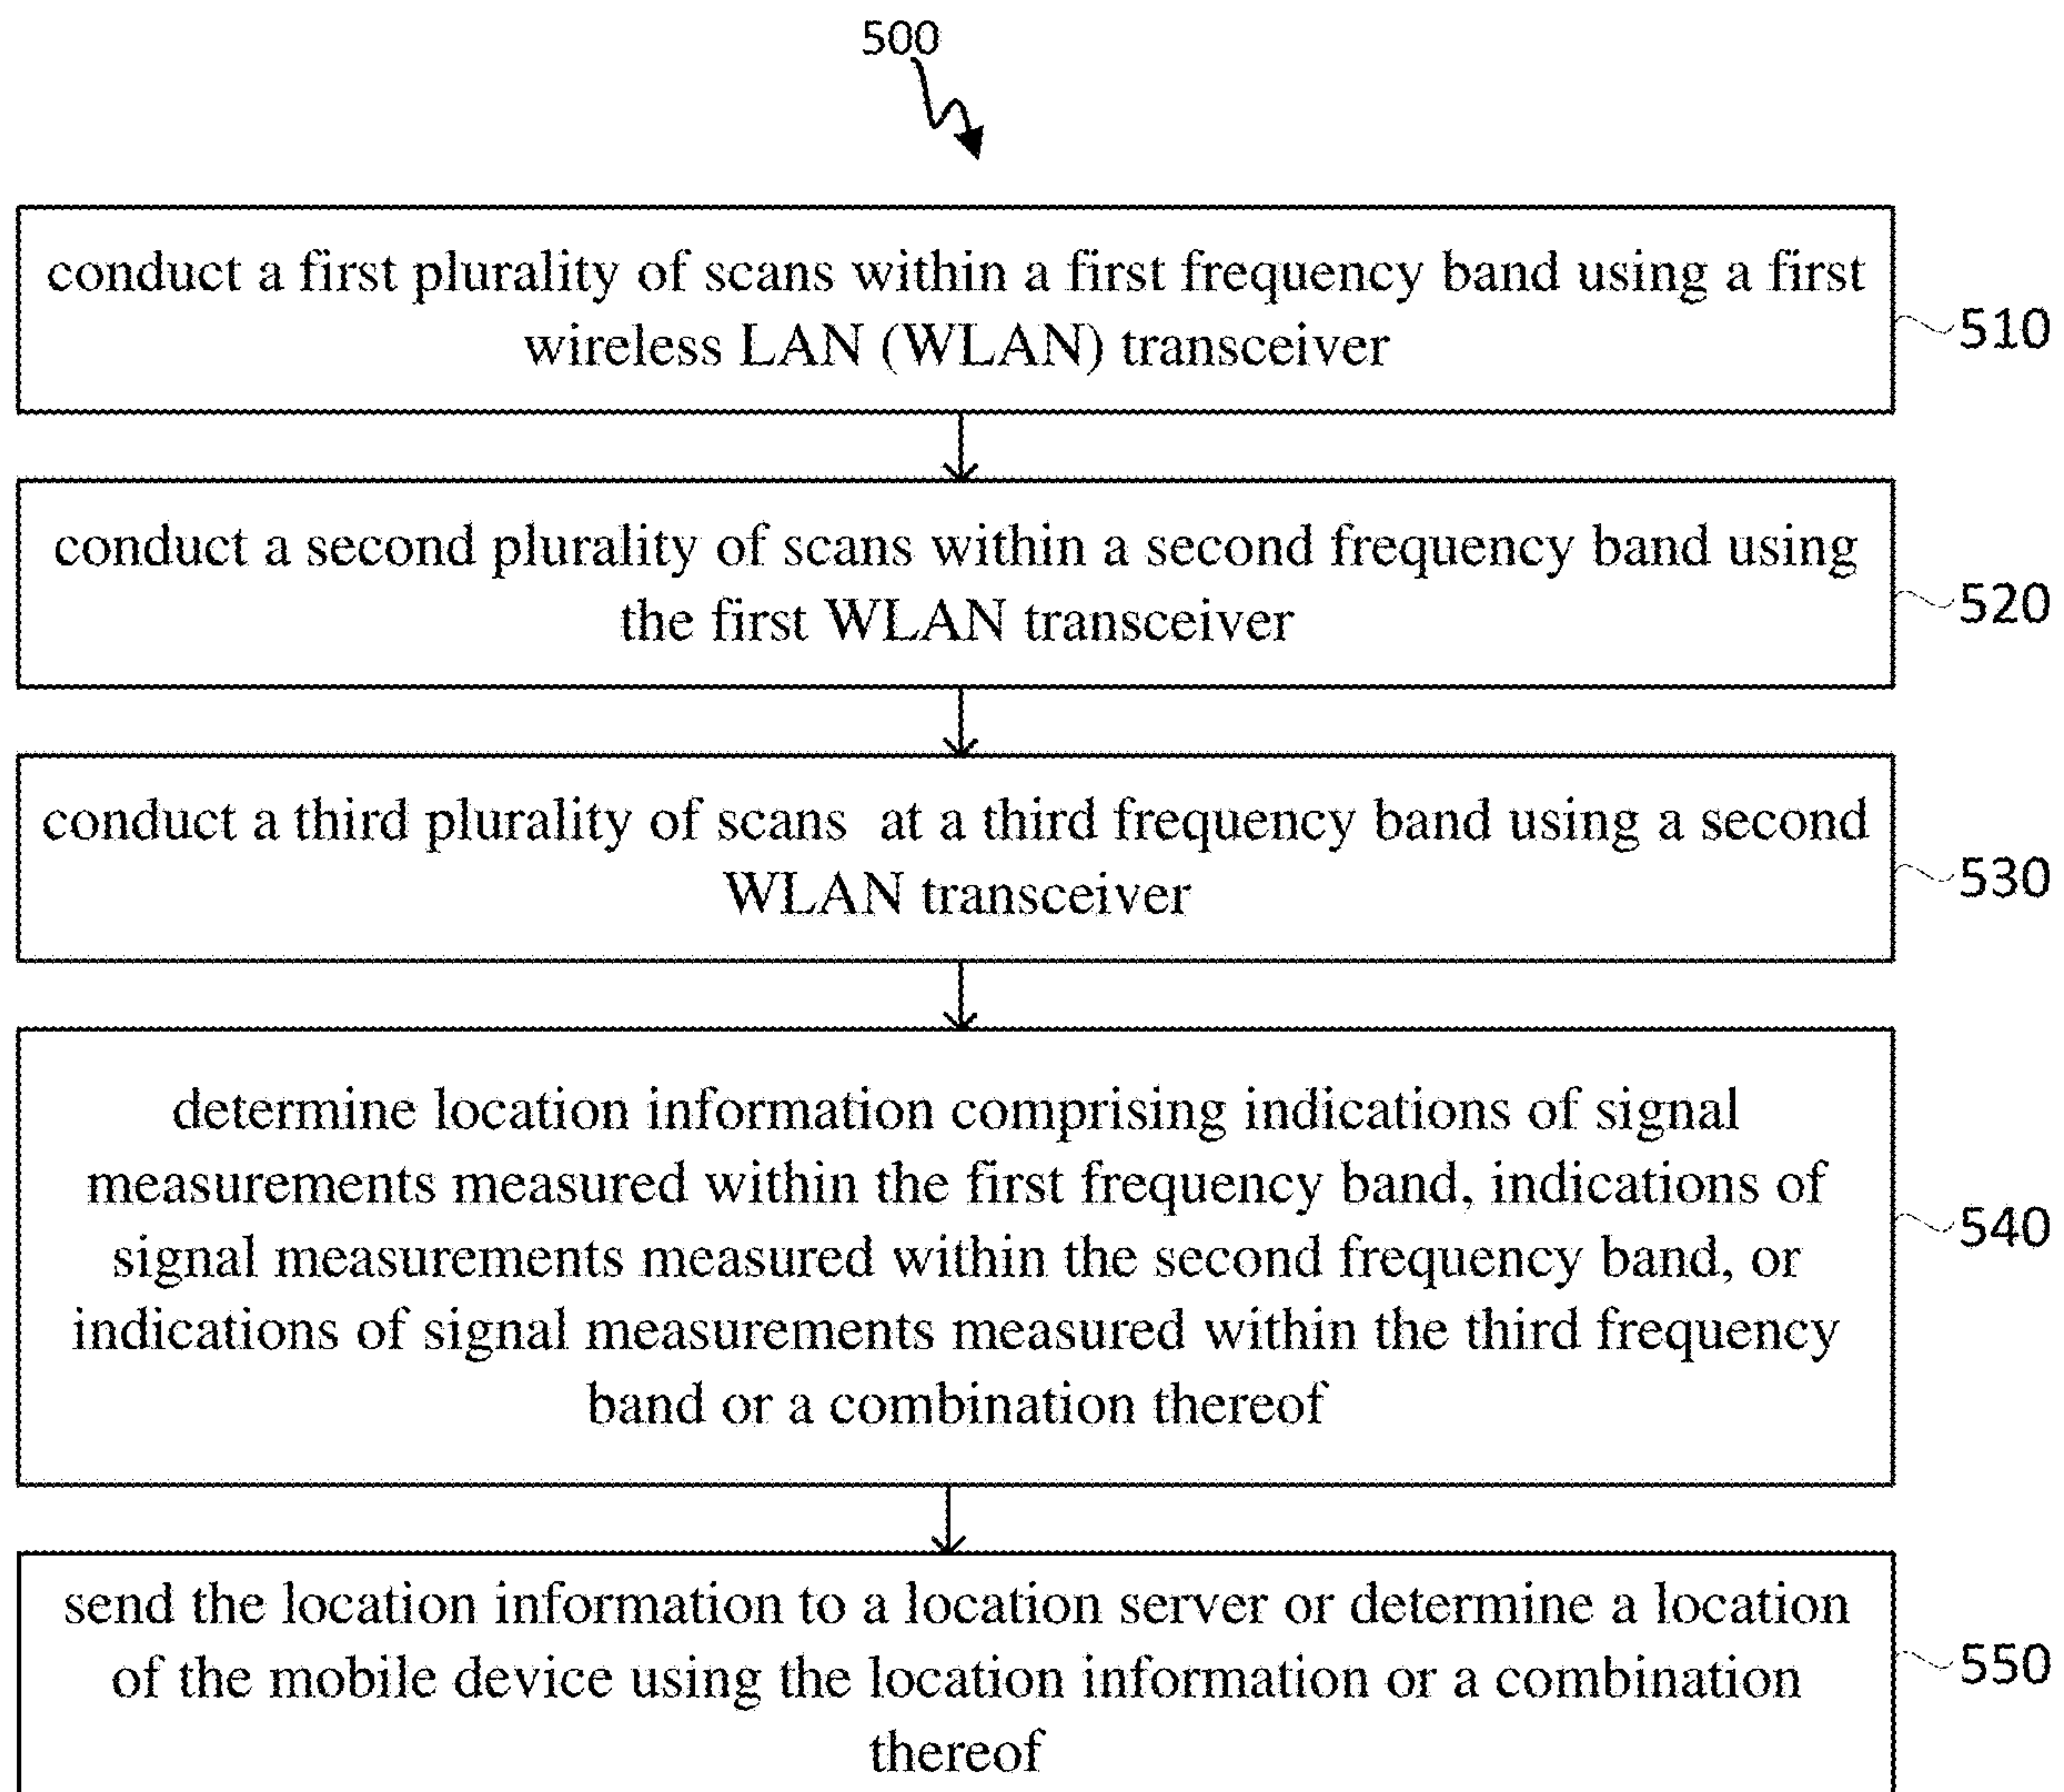 500
conduct a first plurality of scans within a first frequency band using a first
wireless LAN (WLAN) transceiver
510
conduct a second plurality of scans within a second frequency band using
the first WLAN transceiver
520
conduct a third plurality of scans at a third frequency band using a second
WLAN transceiver
530
determine location information comprising indications of signal
measurements measured within the first frequency band, indications of
signal measurements measured within the second frequency band, or
indications of signal measurements measured within the third frequency
band or a combination thereof
540
send the location information to a location server or determine a location
of the mobile device using the location information or a combination
thereof
550